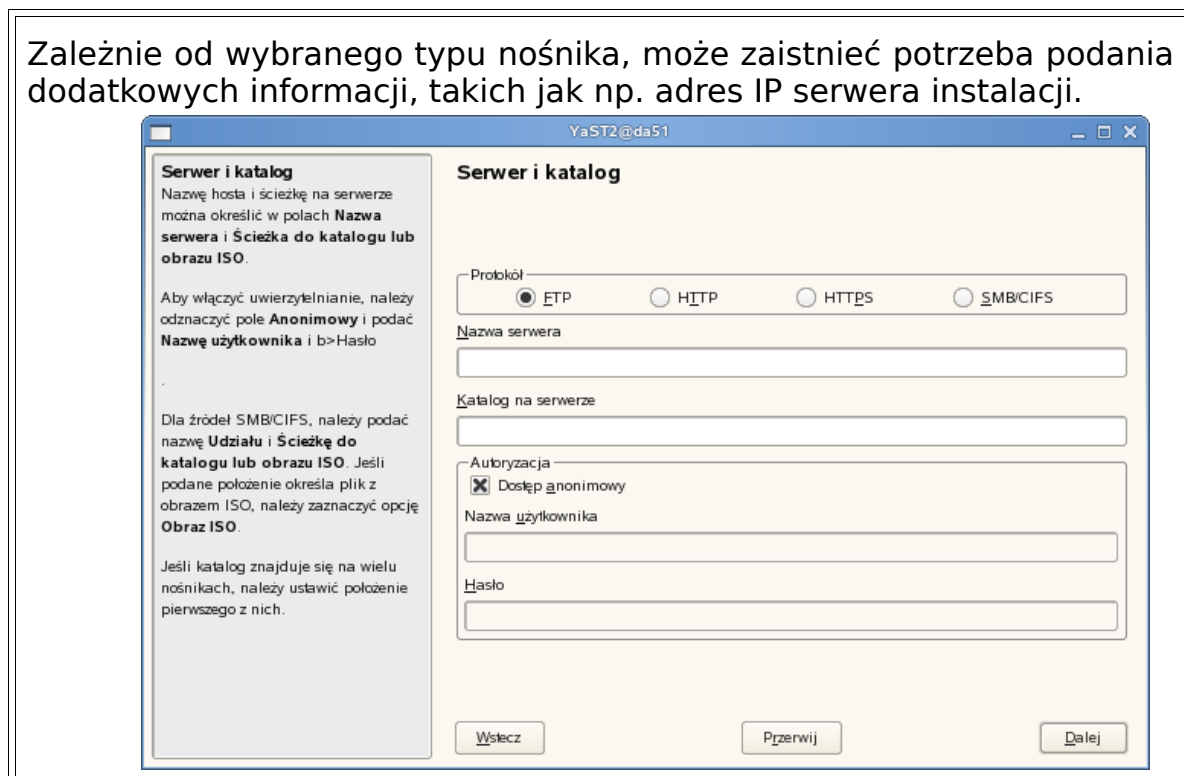 Zależnie od wybranego typu nośnika, może zaistnieć potrzeba podania
dodatkowych informacji, takich jak np. adres IP serwera instalacji.
YaST2@da51
Serwer i katalog
Nazwę hosta i ścieżkę na serwerze
można określić w polach Nazwa
serwera i Ścieżka do katalogu lub
obrazu ISO.
Aby włączyć uwierzytelnianie, należy
odznaczyć pole Anonimowy i podać
Nazwę użytkownika i b>Hasło
.
Dla źródeł SMB/CIFS, należy podać
nazwę Udziału i Ścieżkę do
katalogu lub obrazu ISO. Jeśli
podane położenie określa plik z
obrazem ISO, należy zaznaczyć opcję
Obraz ISO.
Jeśli katalog znajduje się na wielu
nośnikach, należy ustawić położenie
pierwszego z nich.
Serwer i katalog
Protokół
FTP HTTP HTTPS SMB/CIFS
Nazwa serwera
Katalog na serwerze
Autoryzacja
Dostęp anonimowy
Nazwa użytkownika
Hasło
Wstecz Przerwij Dalej